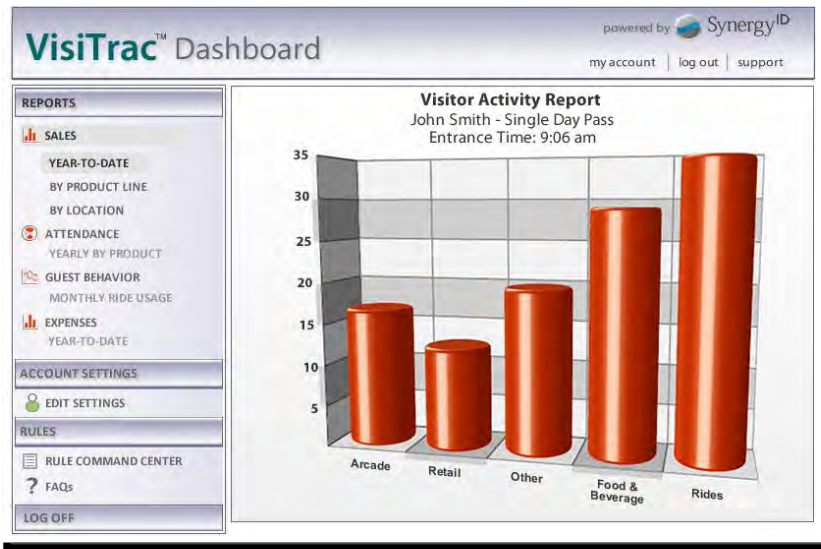 VisiTrac™ Dashboard
powered by SynergyID
my account | log out | support
REPORTS
SALES
YEAR-TO-DATE
BY PRODUCT LINE
BY LOCATION
ATTENDANCE
YEARLY BY PRODUCT
GUEST BEHAVIOR
MONTHLY RIDE USAGE
EXPENSES
YEAR-TO-DATE
ACCOUNT SETTINGS
EDIT SETTINGS
RULES
RULE COMMAND CENTER
? FAQs
LOG OFF
Visitor Activity Report
John Smith - Single Day Pass
Entrance Time: 9:06 am
35
30
25
20
15
10
5
Arcade
Retail
Other
Food &
Beverage
Rides